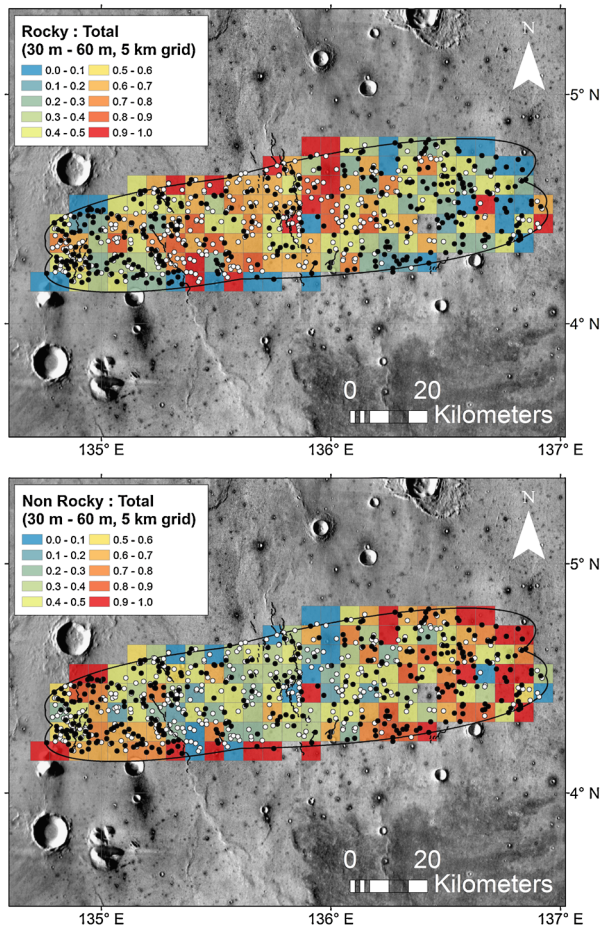 Rocky : Total
(30 m - 60 m, 5 km grid)
0.0 - 0.1 0.5 - 0.6
0.1 - 0.2 0.6 - 0.7
0.2 - 0.3 0.7 - 0.8
0.3 - 0.4 0.8 - 0.9
0.4 - 0.5 0.9 - 1.0
N
5° N
4° N
0 20
Kilometers
135° E 136° E 137° E
Non Rocky : Total
(30 m - 60 m, 5 km grid)
0.0 - 0.1 0.5 - 0.6
0.1 - 0.2 0.6 - 0.7
0.2 - 0.3 0.7 - 0.8
0.3 - 0.4 0.8 - 0.9
0.4 - 0.5 0.9 - 1.0
N
5° N
4° N
0 20
Kilometers
135° E 136° E 137° E